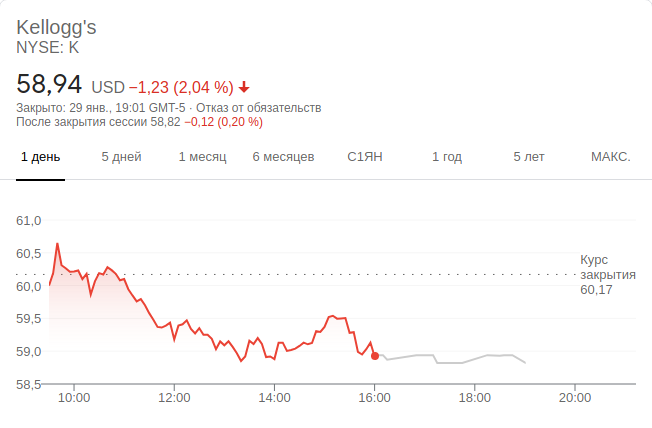 Kellogg's
NYSE: K
58,94 USD −1,23 (2,04 %)
Закрыто: 29 янв., 19:01 GMT-5 · Отказ от обязательств
После закрытия сессии 58,82 −0,12 (0,20 %)
1 день 5 дней 1 месяц 6 месяцев С1ЯН 1 год 5 лет МАКС.
61,0
60,5
Курс
закрытия
60,17
60,0
59,5
59,0
58,5
10:00 12:00 14:00 16:00 18:00 20:00